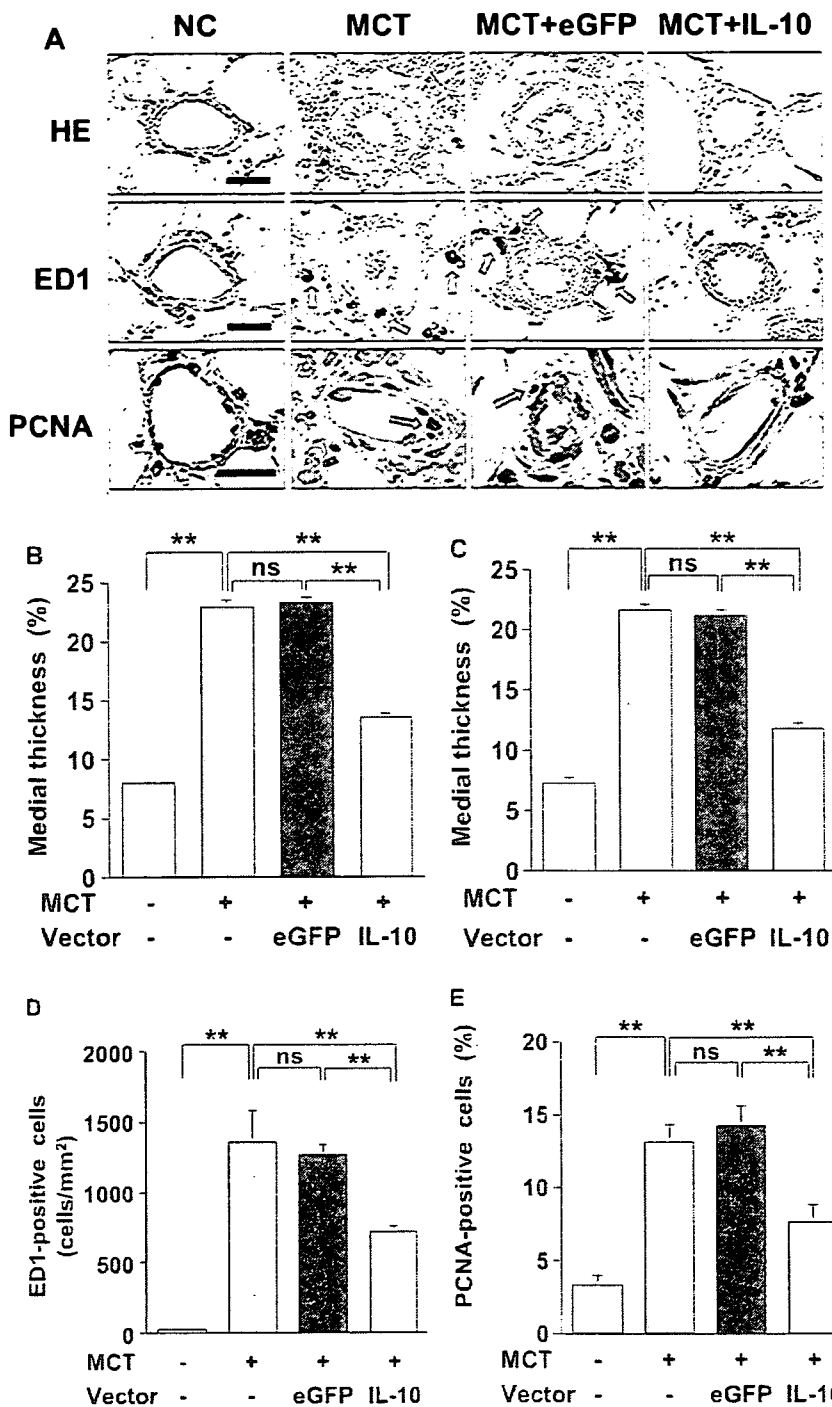 A
NC MCT MCT+eGFP MCT+IL-10
HE
ED1
PCNA
B
** **
ns **
Medial thickness (%)
25
20
15
10
5
0
MCT - + + +
Vector - - eGFP IL-10
C
** **
ns **
Medial thickness (%)
25
20
15
10
5
0
MCT - + + +
Vector - - eGFP IL-10
D
** **
ns **
ED1-positive cells
(cells/mm²)
2000
1500
1000
500
0
MCT - + + +
Vector - - eGFP IL-10
E
** **
ns **
PCNA-positive cells (%)
20
15
10
5
0
MCT - + + +
Vector - - eGFP IL-10